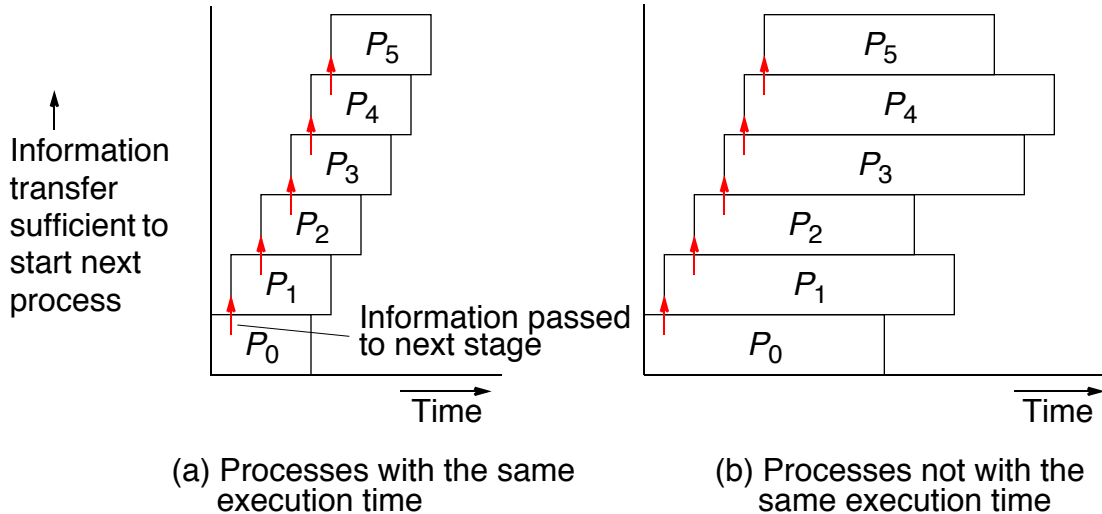 Information
transfer
sufficient to
start next
process
P5
P4
P3
P2
P1
P0
Information passed
to next stage
Time
(a) Processes with the same
execution time
P5
P4
P3
P2
P1
P0
Time
(b) Processes not with the
same execution time